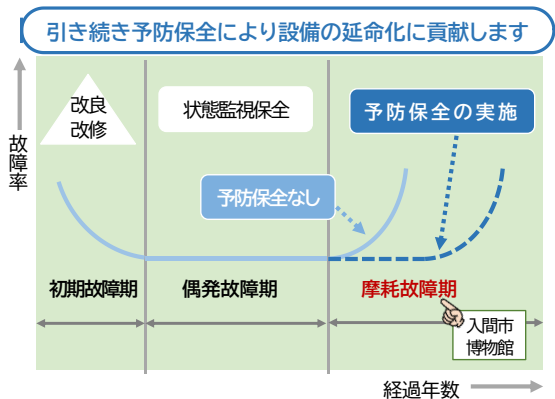 引き続き予防保全により設備の延命化に貢献します
故障率
改良
改修
状態監視保全
予防保全の実施
予防保全なし
初期故障期
偶発故障期
摩耗故障期
入間市
博物館
経過年数